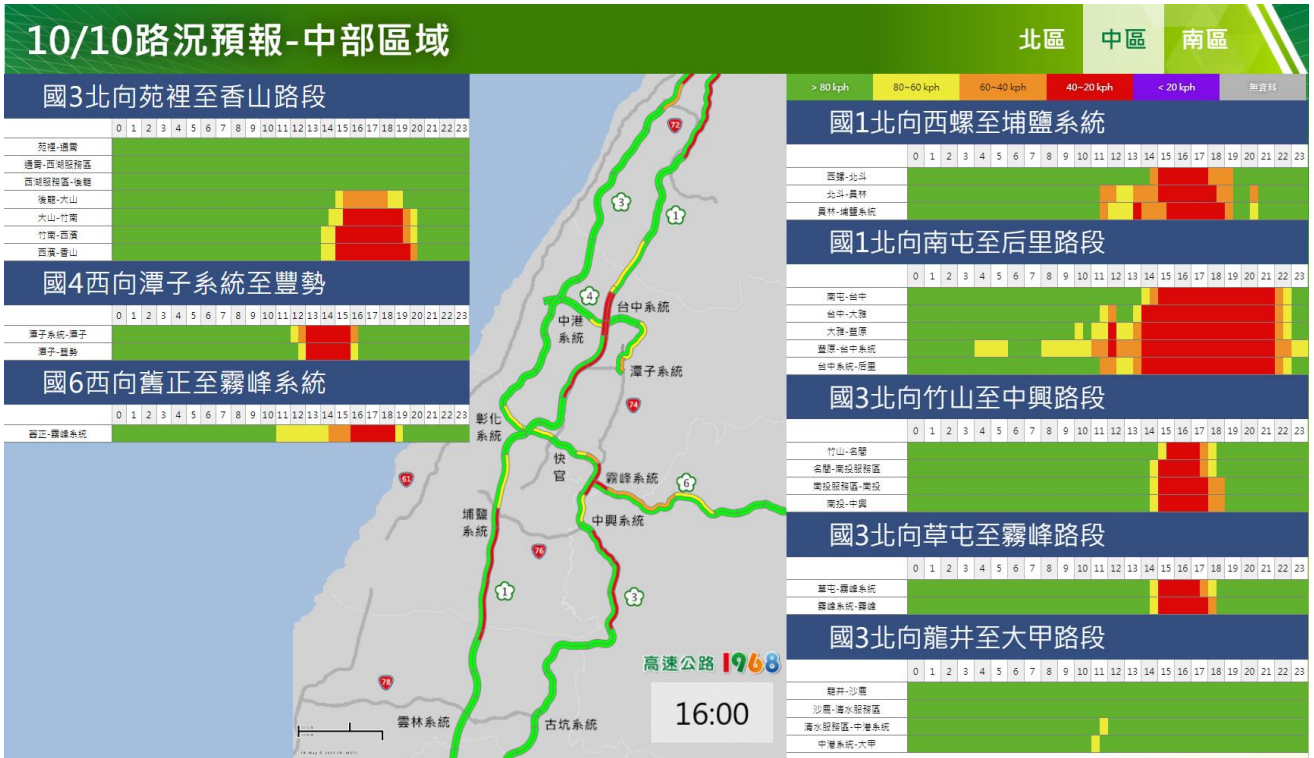 10/10路況預報-中部區域
北區 中區 南區
國3北向苑裡至香山路段
0 1 2 3 4 5 6 7 8 9 10 11 12 13 14 15 16 17 18 19 20 21 22 23
苑裡-通霄
通霄-西湖服務區
西湖服務區-後龍
後龍-大山
大山-竹南
竹南-西濱
西濱-香山
國4西向潭子系統至豐勢
0 1 2 3 4 5 6 7 8 9 10 11 12 13 14 15 16 17 18 19 20 21 22 23
潭子系統-潭子
潭子-豐勢
國6西向舊正至霧峰系統
0 1 2 3 4 5 6 7 8 9 10 11 12 13 14 15 16 17 18 19 20 21 22 23
舊正-霧峰系統
72
3
1
4
台中系統
中港
系統
潭子系統
74
彰化
系統
快
官
61
霧峰系統
6
埔鹽
系統
中興系統
76
1
3
高速公路 1968
78
16:00
雲林系統
古坑系統
> 80 kph 80~60 kph 60~40 kph 40~20 kph < 20 kph 無資料
國1北向西螺至埔鹽系統
0 1 2 3 4 5 6 7 8 9 10 11 12 13 14 15 16 17 18 19 20 21 22 23
西螺-北斗
北斗-員林
員林-埔鹽系統
國1北向南屯至后里路段
0 1 2 3 4 5 6 7 8 9 10 11 12 13 14 15 16 17 18 19 20 21 22 23
南屯-台中
台中-大雅
大雅-豐原
豐原-台中系統
台中系統-后里
國3北向竹山至中興路段
0 1 2 3 4 5 6 7 8 9 10 11 12 13 14 15 16 17 18 19 20 21 22 23
竹山-名間
名間-南投服務區
南投服務區-南投
南投-中興
國3北向草屯至霧峰路段
0 1 2 3 4 5 6 7 8 9 10 11 12 13 14 15 16 17 18 19 20 21 22 23
草屯-霧峰系統
霧峰系統-霧峰
國3北向龍井至大甲路段
0 1 2 3 4 5 6 7 8 9 10 11 12 13 14 15 16 17 18 19 20 21 22 23
龍井-沙鹿
沙鹿-清水服務區
清水服務區-中港系統
中港系統-大甲